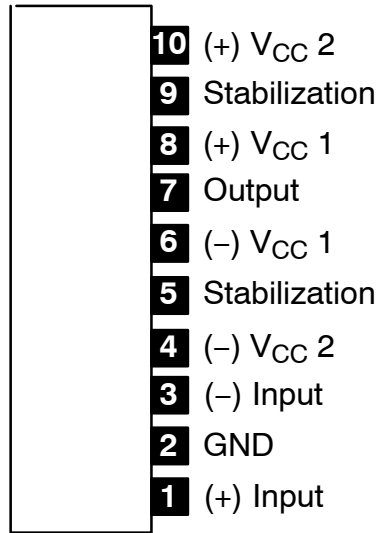 10 (+) VCC 2
9 Stabilization
8 (+) VCC 1
7 Output
6 (−) VCC 1
5 Stabilization
4 (−) VCC 2
3 (−) Input
2 GND
1 (+) Input